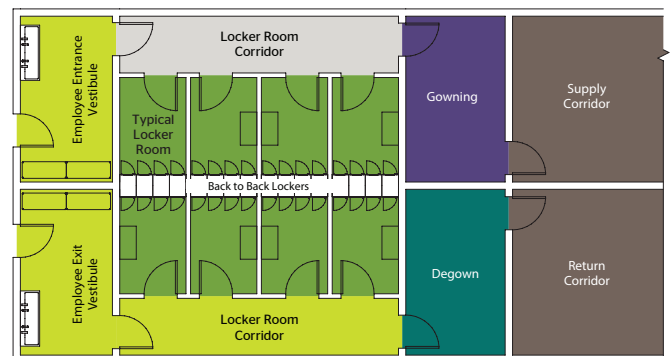 Employee Entrance
Vestibule
Locker Room
Corridor
Gowning
Supply
Corridor
Typical
Locker
Room
Back to Back Lockers
Employee Exit
Vestibule
Degown
Return
Corridor
Locker Room
Corridor